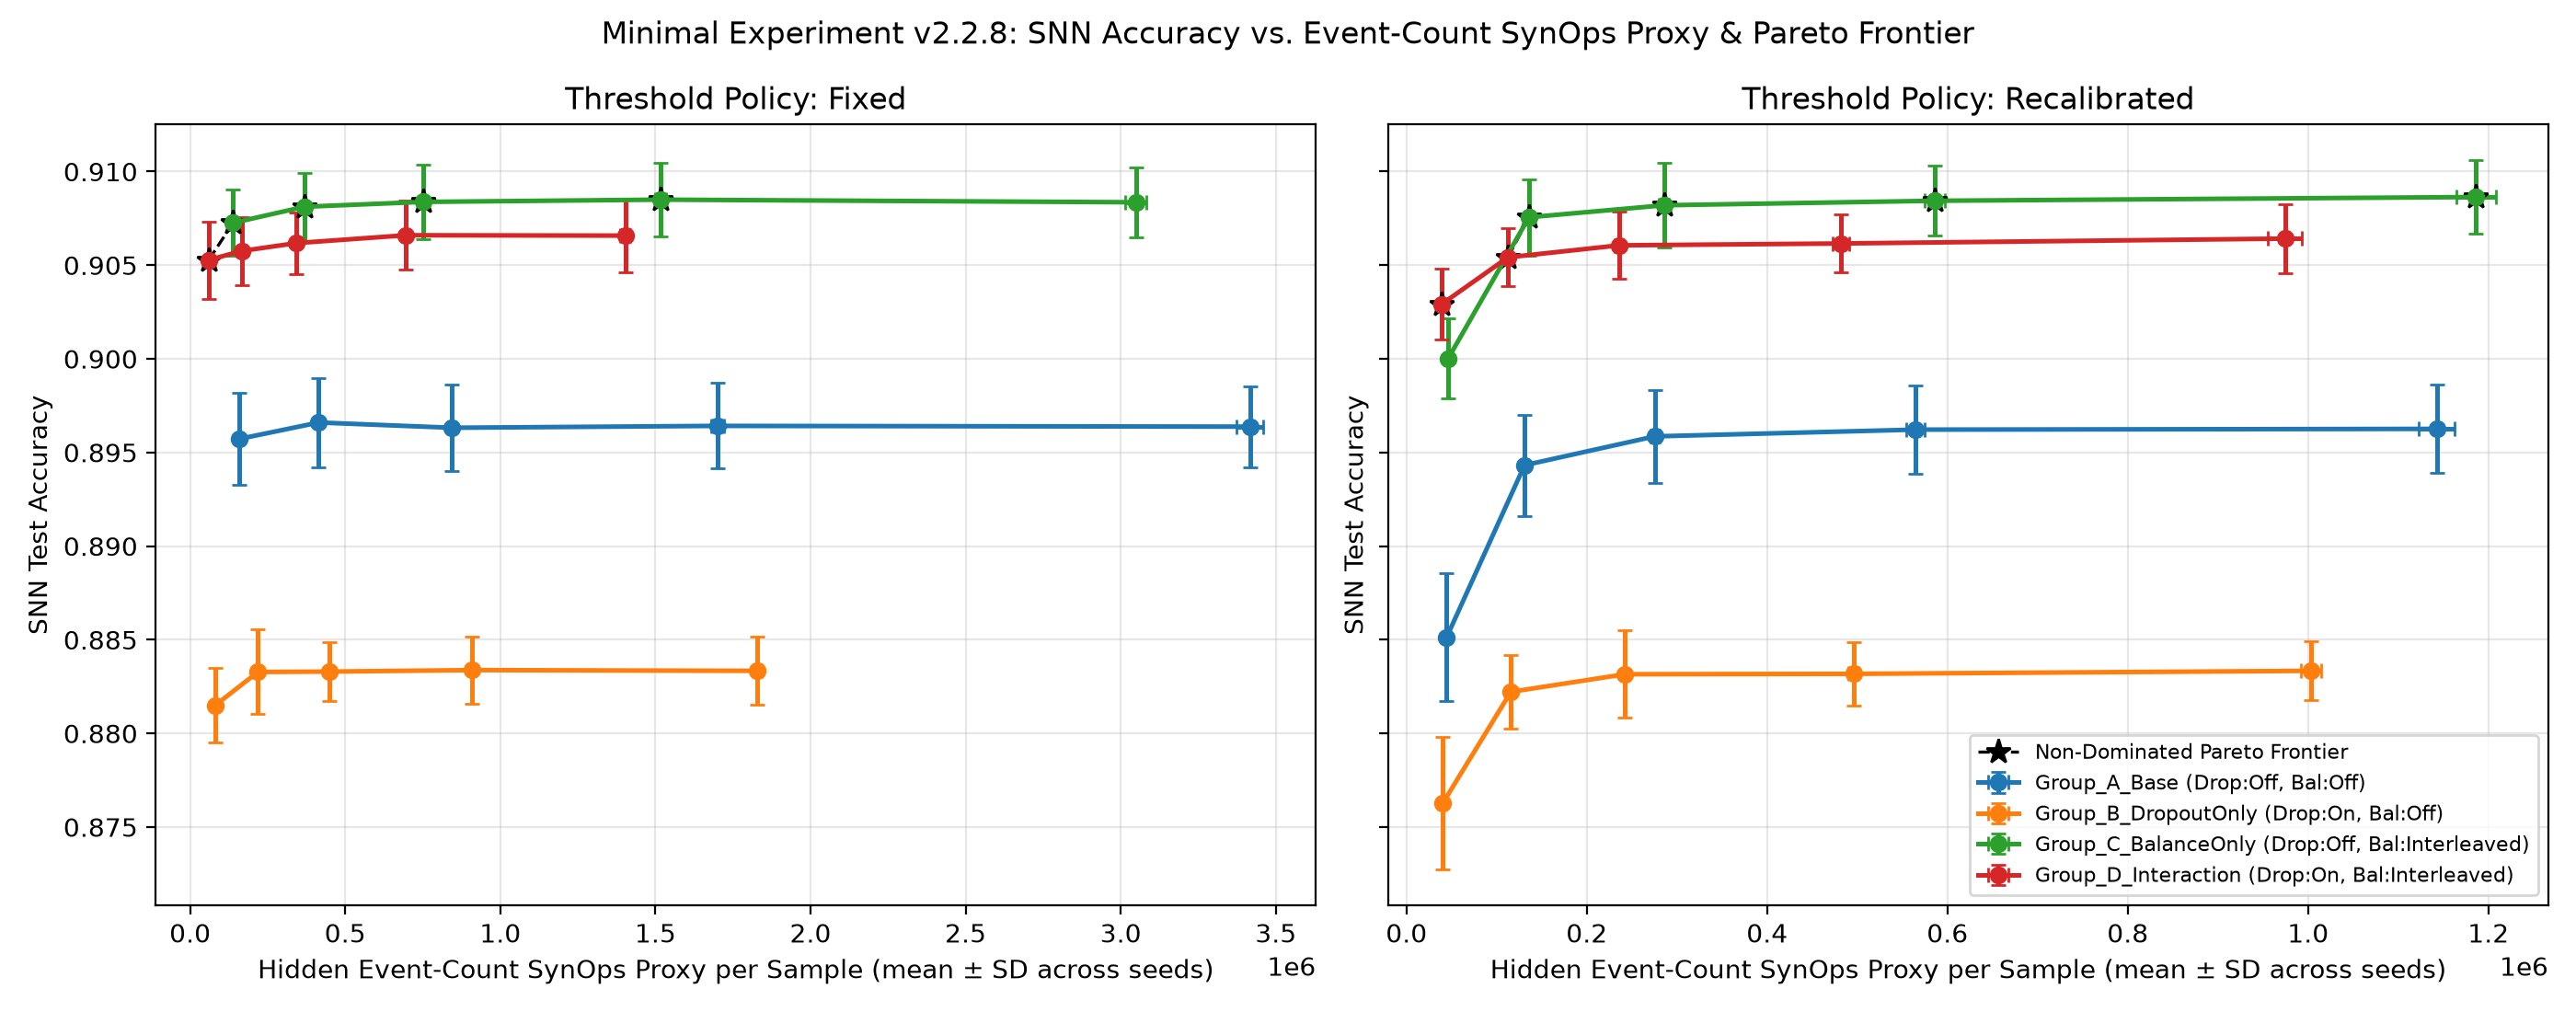 Minimal Experiment v2.2.8: SNN Accuracy vs. Event-Count SynOps Proxy & Pareto Frontier
Threshold Policy: Fixed
SNN Test Accuracy
0.910
0.905
0.900
0.895
0.890
0.885
0.880
0.875
0.0 0.5 1.0 1.5 2.0 2.5 3.0 3.5
1e6
Hidden Event-Count SynOps Proxy per Sample (mean ± SD across seeds)
Threshold Policy: Recalibrated
SNN Test Accuracy
Non-Dominated Pareto Frontier
Group_A_Base (Drop:Off, Bal:Off)
Group_B_DropoutOnly (Drop:On, Bal:Off)
Group_C_BalanceOnly (Drop:Off, Bal:Interleaved)
Group_D_Interaction (Drop:On, Bal:Interleaved)
0.0 0.2 0.4 0.6 0.8 1.0 1.2
1e6
Hidden Event-Count SynOps Proxy per Sample (mean ± SD across seeds)